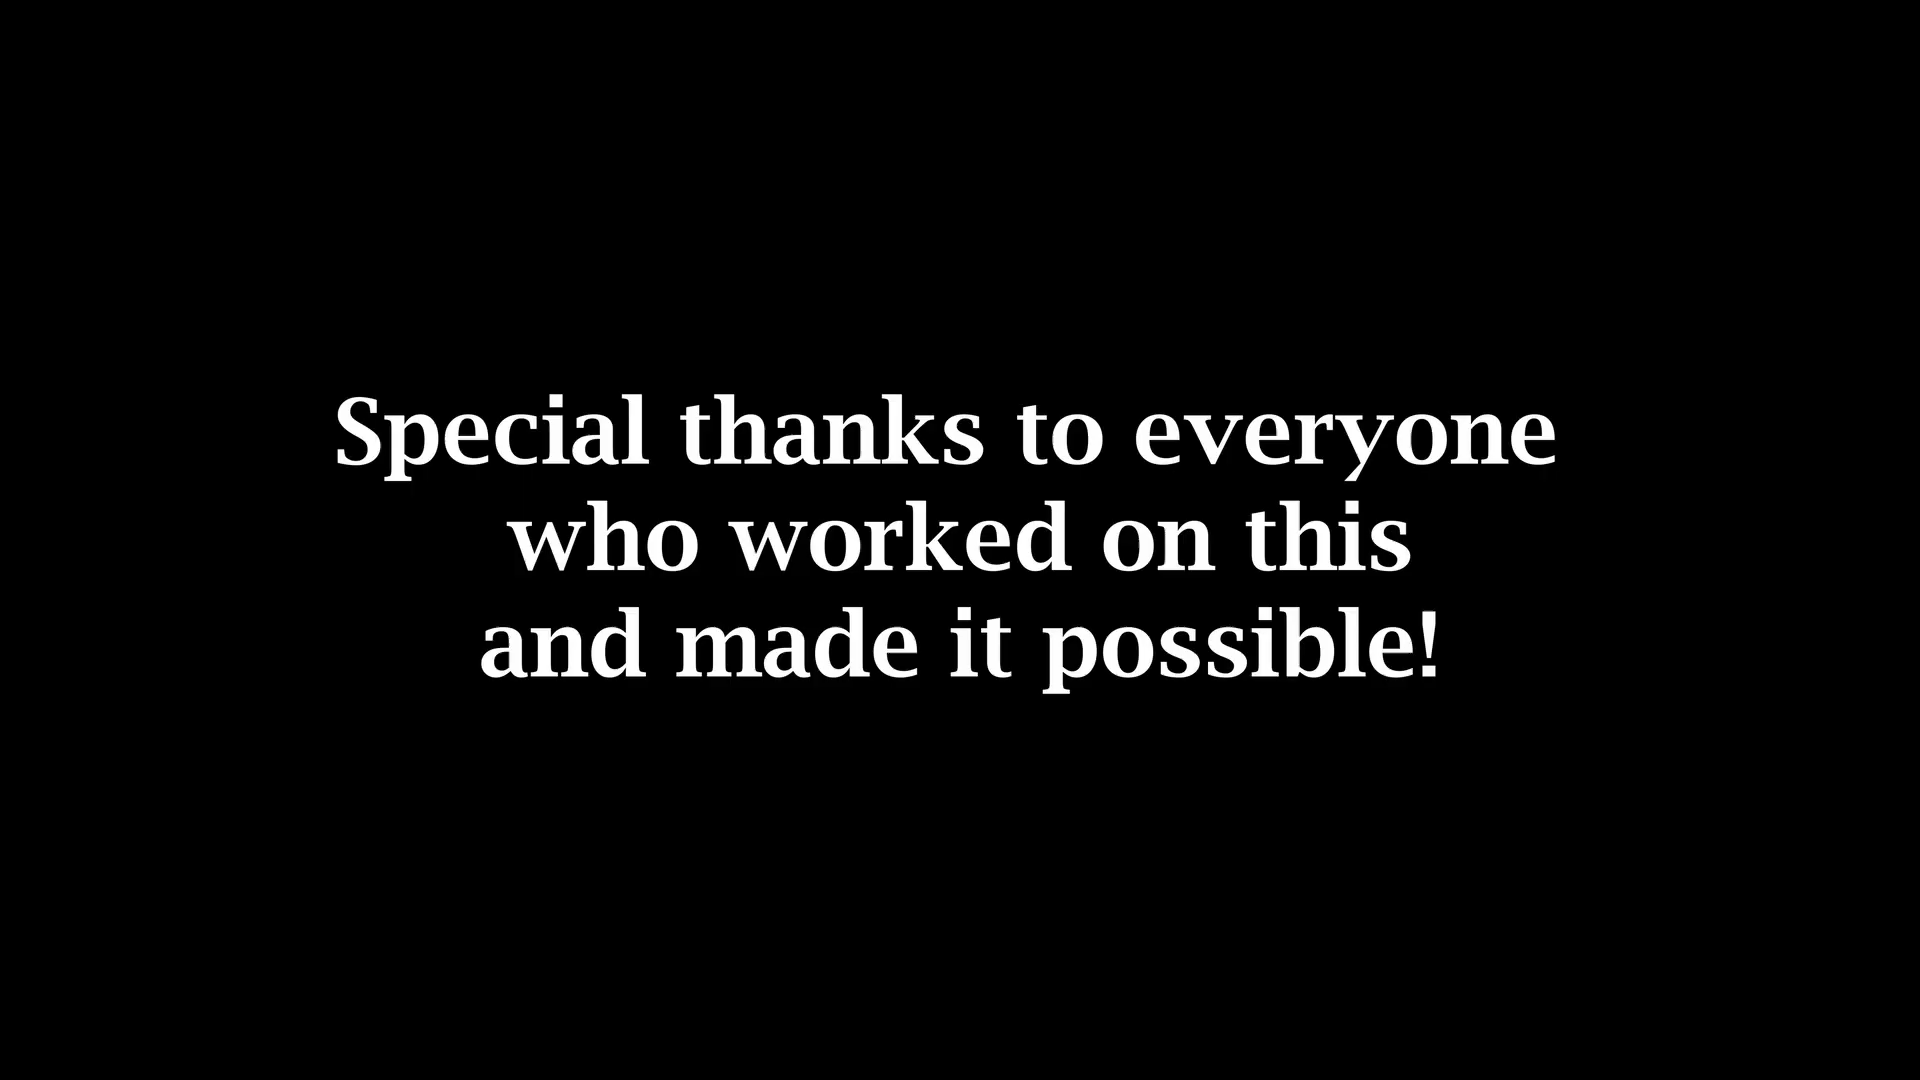 Special thanks to everyone
who worked on this
and made it possible!